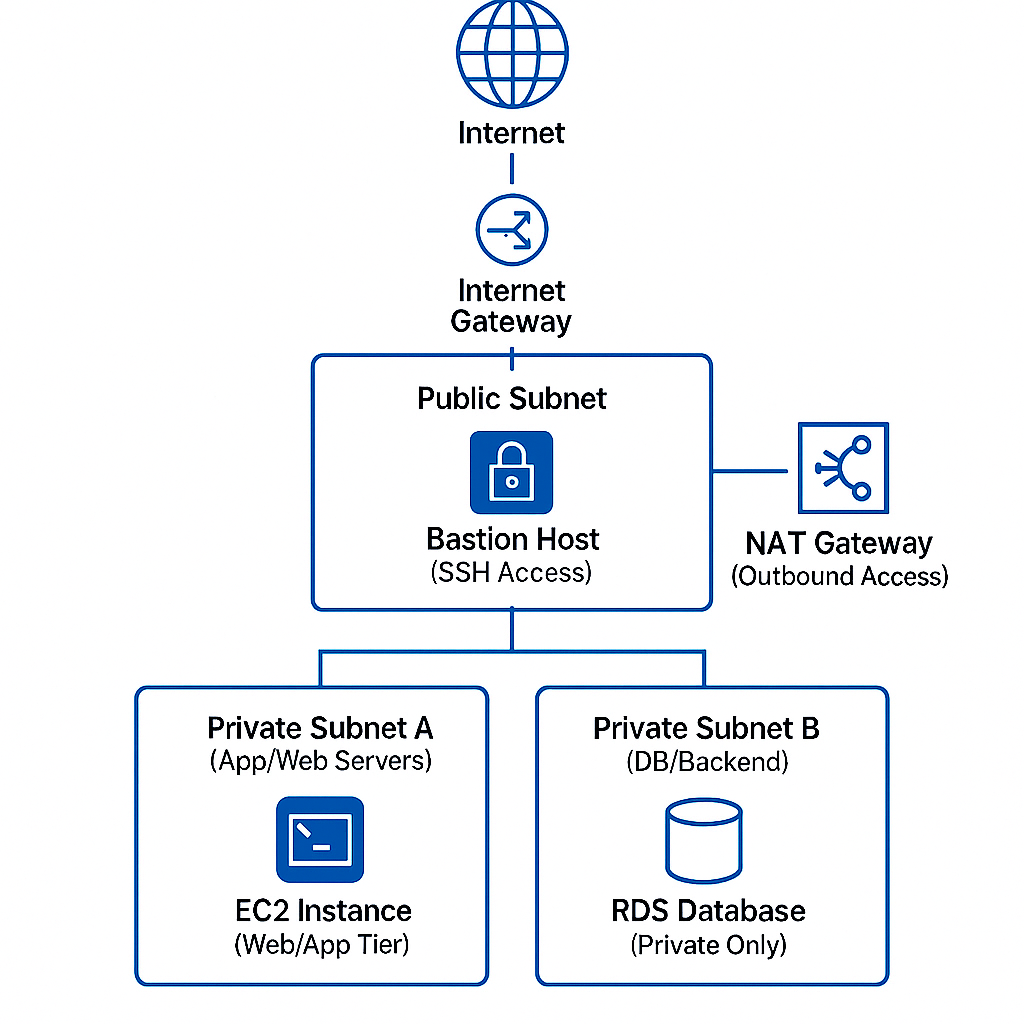 Internet
Internet
Gateway
Public Subnet
Bastion Host
(SSH Access)
NAT Gateway
(Outbound Access)
Private Subnet A
(App/Web Servers)
EC2 Instance
(Web/App Tier)
Private Subnet B
(DB/Backend)
RDS Database
(Private Only)